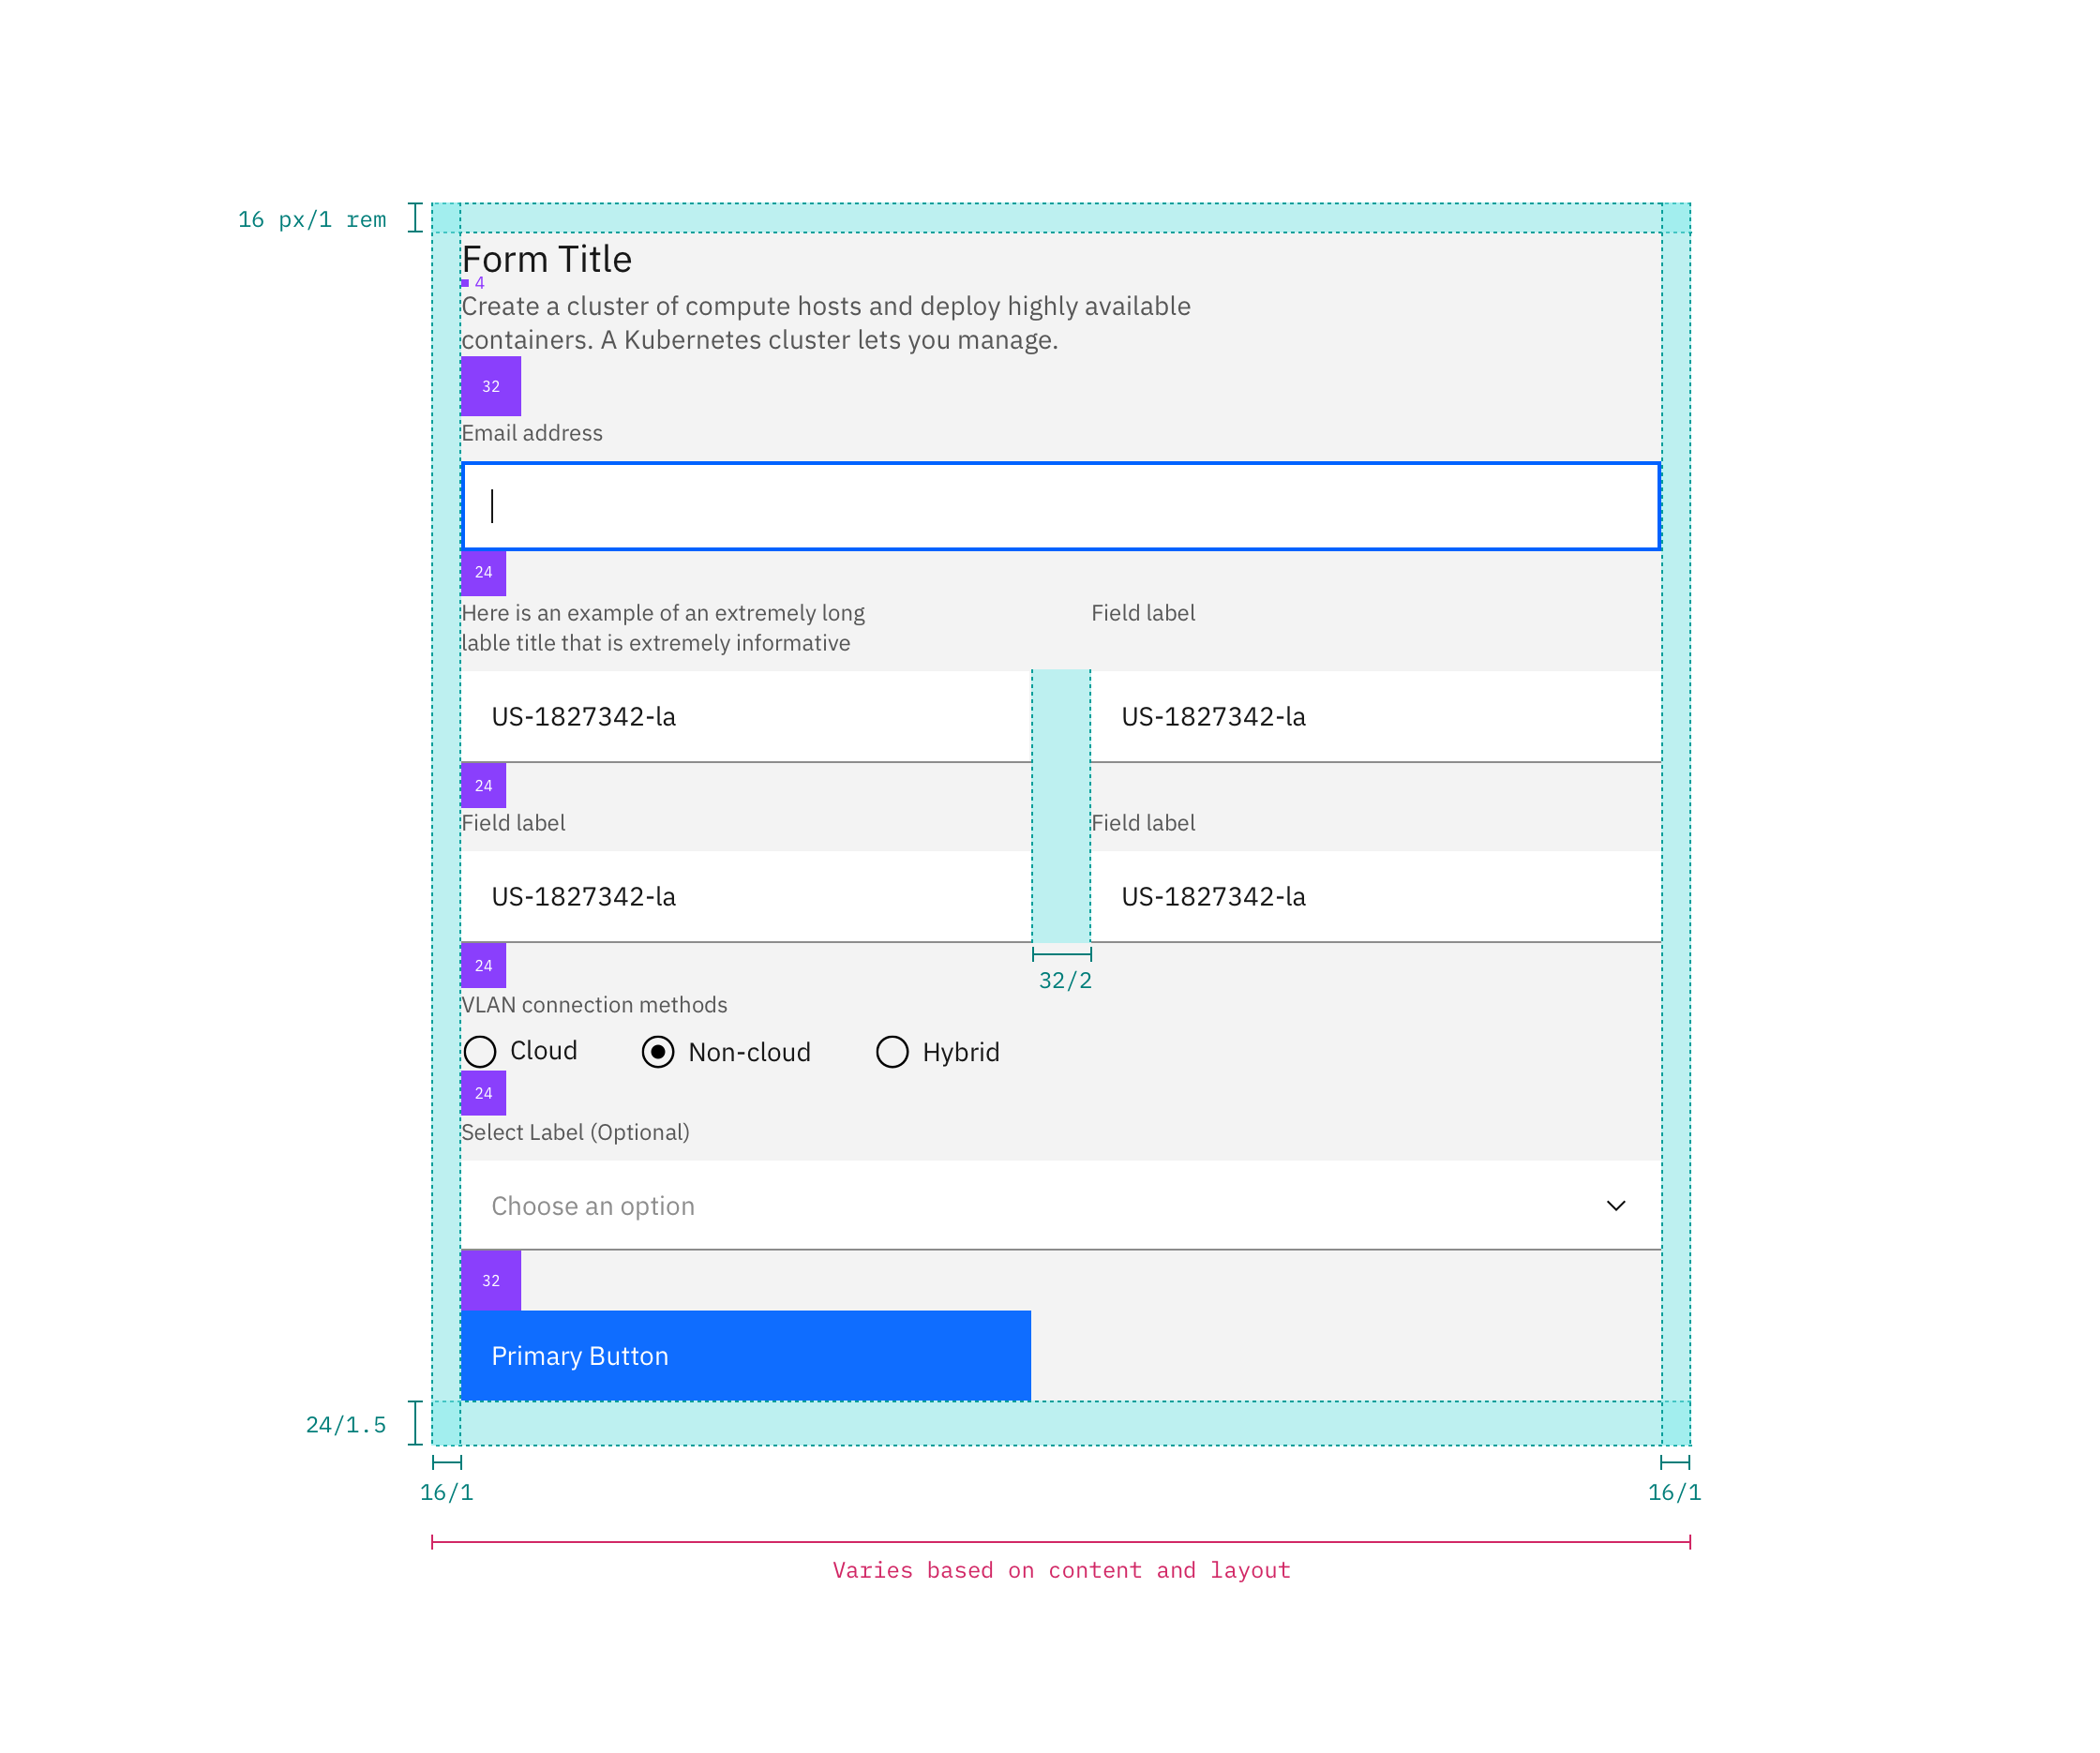 16 px/1 rem
Form Title
4
Create a cluster of compute hosts and deploy highly available
containers. A Kubernetes cluster lets you manage.
32
Email address
24
Here is an example of an extremely long
lable title that is extremely informative
Field label
US-1827342-la
US-1827342-la
24
Field label
Field label
US-1827342-la
US-1827342-la
24
32/2
VLAN connection methods
Cloud
Non-cloud
Hybrid
24
Select Label (Optional)
Choose an option
32
Primary Button
24/1.5
16/1
16/1
Varies based on content and layout